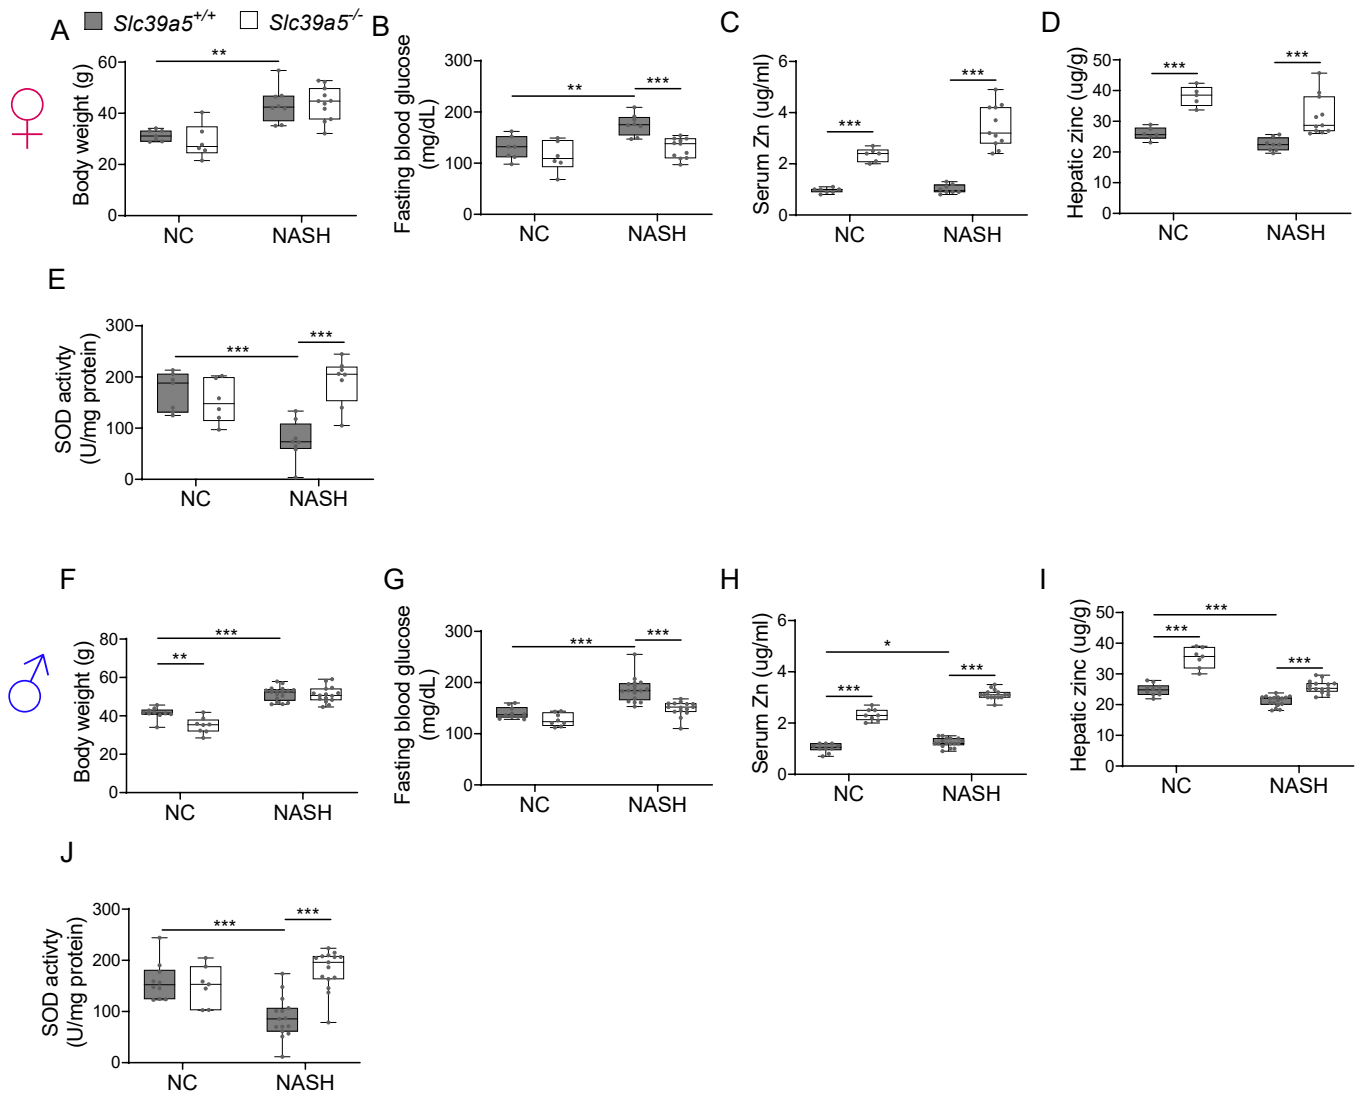 A Slc39a5+/+ Slc39a5-/- B C D
Body weight (g)
60
40
20
0
**
NC NASH
Fasting blood glucose
(mg/dL)
300
200
100
0
** ***
NC NASH
Serum Zn (ug/ml)
6
4
2
0
*** ***
NC NASH
Hepatic zinc (ug/g)
50
40
30
20
10
0
*** ***
NC NASH
E
SOD activty
(U/mg protein)
300
200
100
0
*** ***
NC NASH
F G H I
Body weight (g)
80
60
40
20
0
***
**
NC NASH
Fasting blood glucose
(mg/dL)
300
200
100
0
*** ***
NC NASH
Serum Zn (ug/ml)
6
4
2
0
*
*** ***
NC NASH
Hepatic zinc (ug/g)
50
40
30
20
10
0
***
*** ***
NC NASH
J
SOD activty
(U/mg protein)
300
200
100
0
*** ***
NC NASH